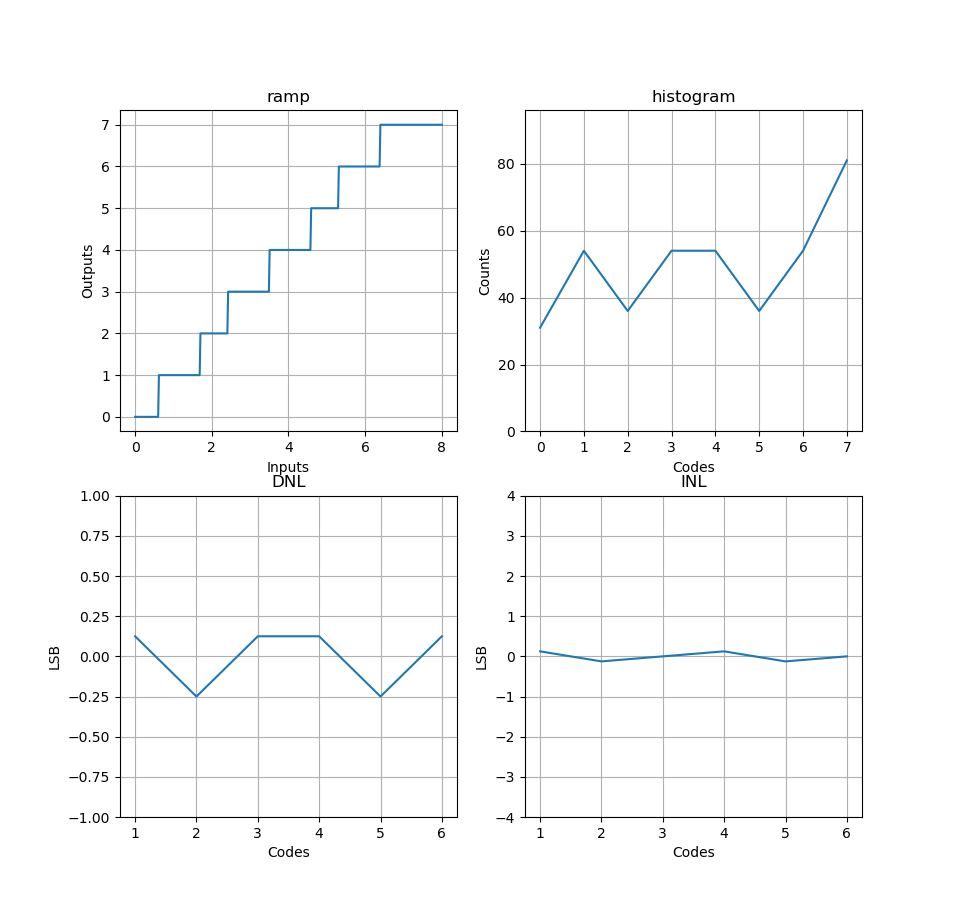 ramp
7
6
5
4
3
2
1
0
Outputs
0 2 4 6 8
Inputs
histogram
80
60
40
20
0
Counts
0 1 2 3 4 5 6 7
Codes
DNL
1.00
0.75
0.50
0.25
0.00
−0.25
−0.50
−0.75
−1.00
LSB
1 2 3 4 5 6
Codes
INL
4
3
2
1
0
−1
−2
−3
−4
LSB
1 2 3 4 5 6
Codes